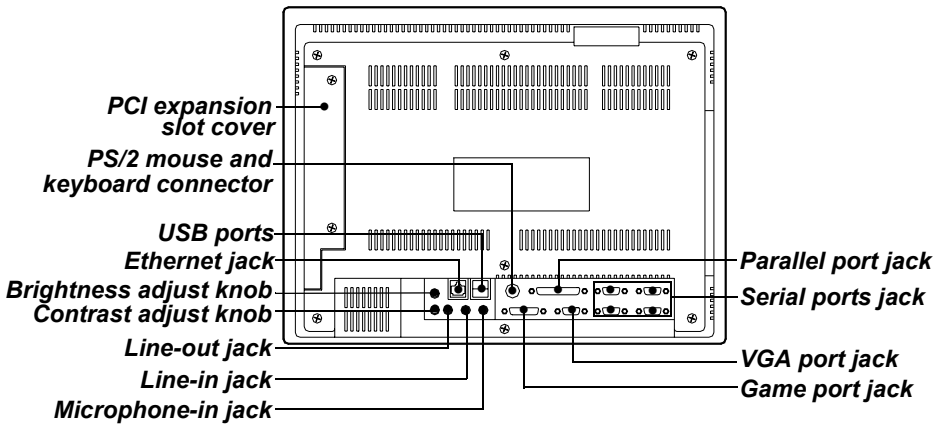 PCI expansion
slot cover
PS/2 mouse and
keyboard connector
USB ports
Ethernet jack
Brightness adjust knob
Contrast adjust knob
Line-out jack
Line-in jack
Microphone-in jack
Parallel port jack
Serial ports jack
VGA port jack
Game port jack